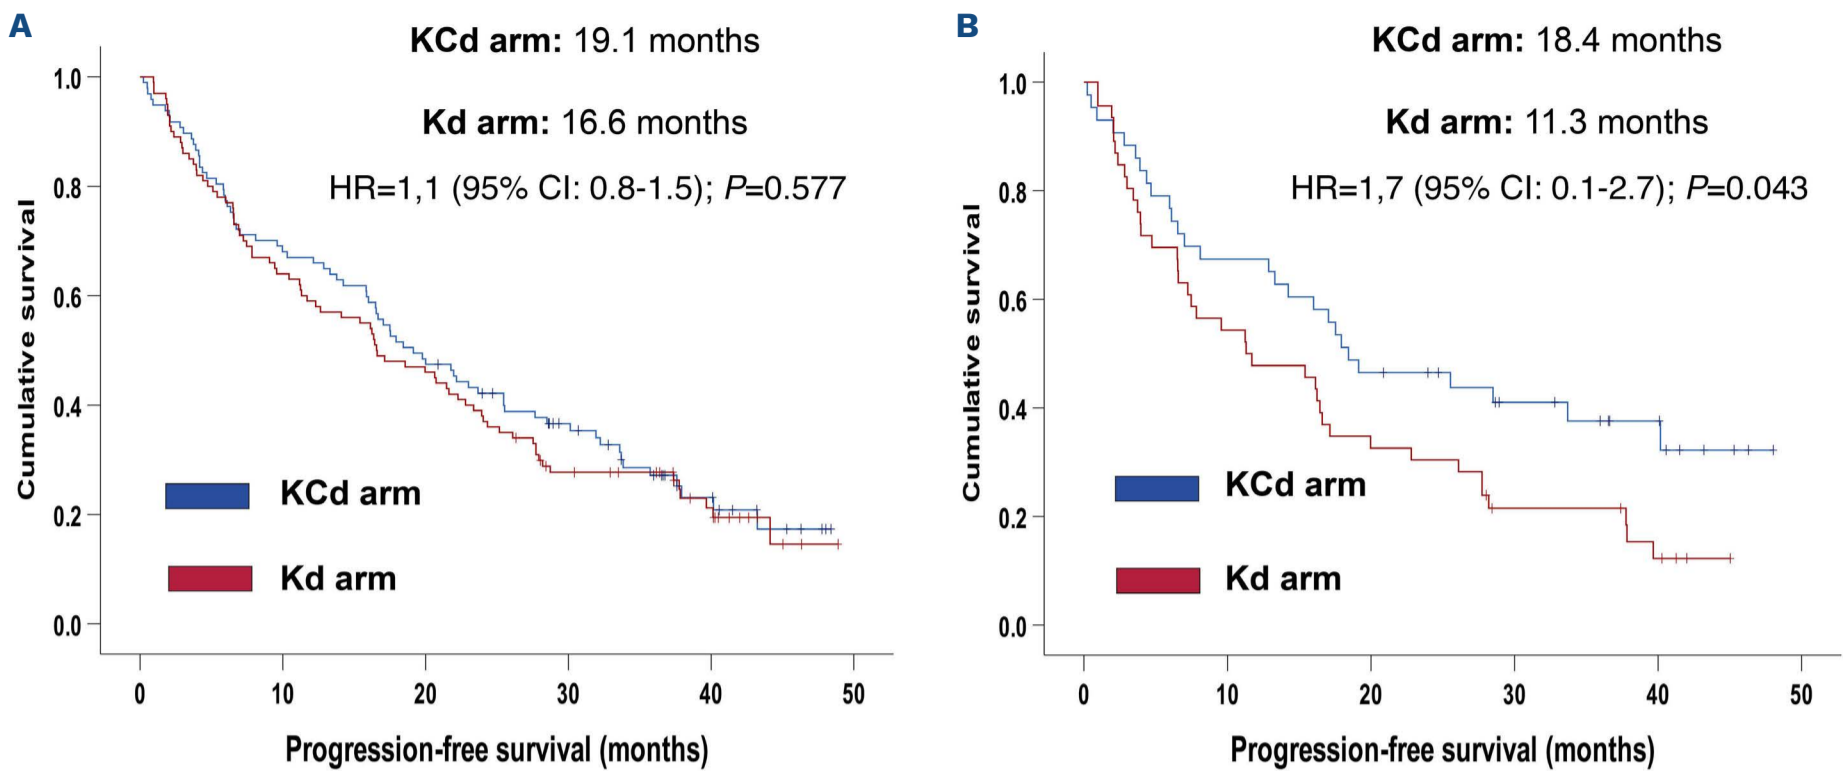 A
KCd arm: 19.1 months
Kd arm: 16.6 months
HR=1,1 (95% CI: 0.8-1.5); P=0.577
Cumulative survival
1.0
0.8
0.6
0.4
0.2
0.0
KCd arm
Kd arm
0 10 20 30 40 50
Progression-free survival (months)
B
KCd arm: 18.4 months
Kd arm: 11.3 months
HR=1,7 (95% CI: 0.1-2.7); P=0.043
Cumulative survival
1.0
0.8
0.6
0.4
0.2
0.0
KCd arm
Kd arm
0 10 20 30 40 50
Progression-free survival (months)